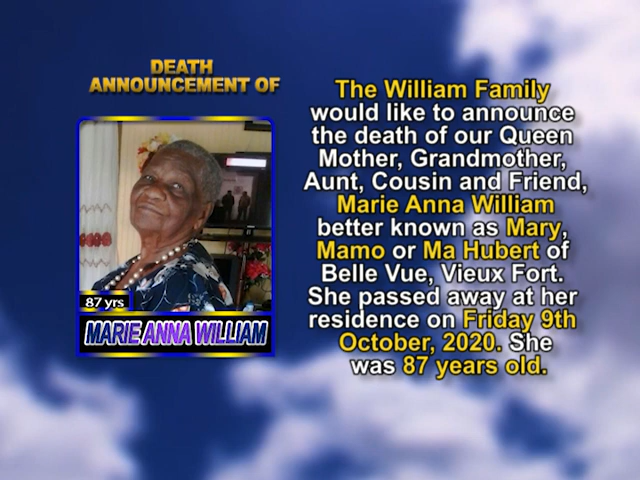 DEATH
ANNOUNCEMENT OF
87 yrs
MARIE ANNA WILLIAM
The William Family
would like to announce
the death of our Queen
Mother, Grandmother,
Aunt, Cousin and Friend,
Marie Anna William
better known as Mary,
Mamo or Ma Hubert of
Belle Vue, Vieux Fort.
She passed away at her
residence on Friday 9th
October, 2020. She
was 87 years old.